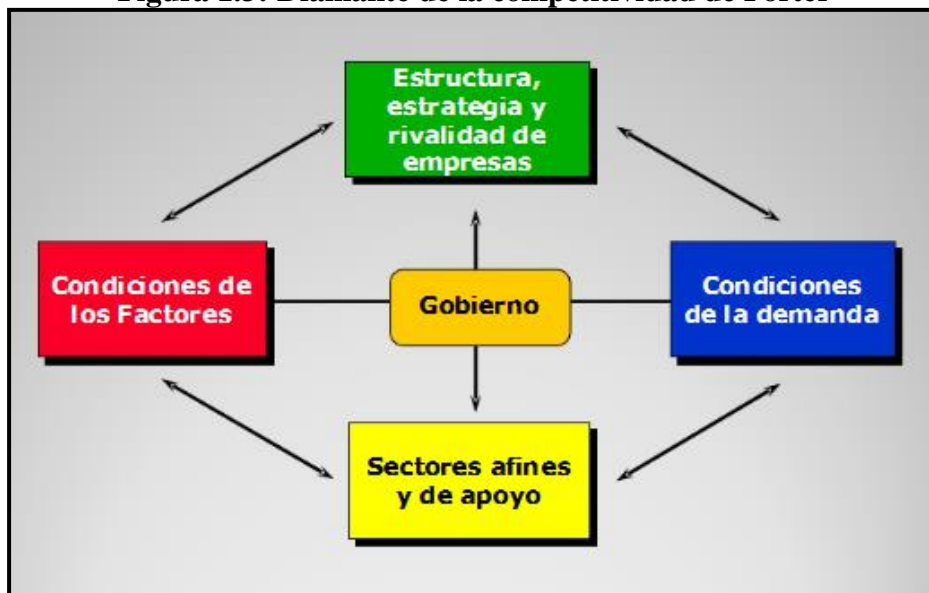 Figura Diamante de la competitividad de Porter
Estructura,
estrategia y
rivalidad de
empresas
Condiciones de
los Factores
Gobierno
Condiciones
de la demanda
Sectores afines
y de apoyo